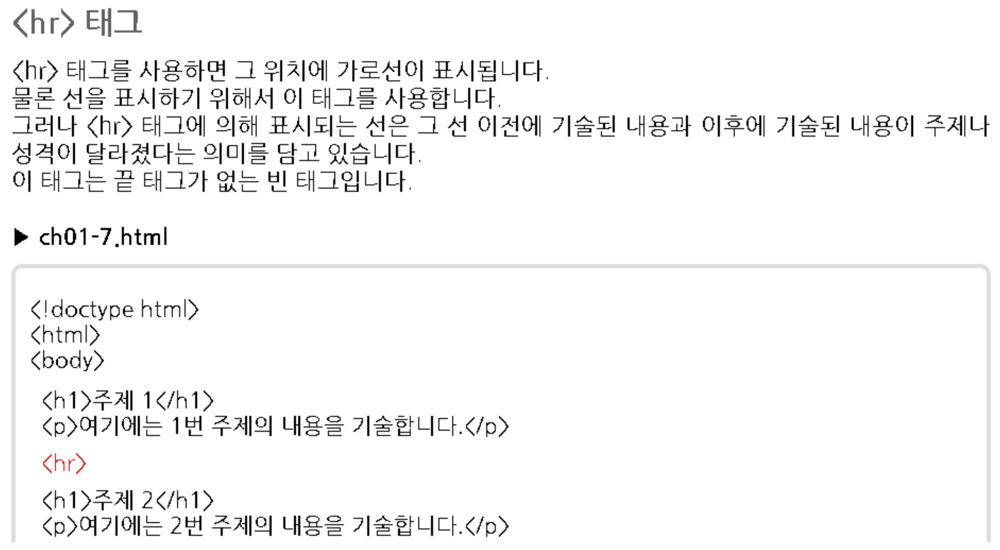 <hr> 태그
<hr> 태그를 사용하면 그 위치에 가로선이 표시됩니다.
물론 선을 표시하기 위해서 이 태그를 사용합니다.
그러나 <hr> 태그에 의해 표시되는 선은 그 선 이전에 기술된 내용과 이후에 기술된 내용이 주제나
성격이 달라졌다는 의미를 담고 있습니다.
이 태그는 끝 태그가 없는 빈 태그입니다.
▶ ch01-7.html
<!doctype html>
<html>
<body>
<h1>주제 1</h1>
<p>여기에는 1번 주제의 내용을 기술합니다.</p>
<hr>
<h1>주제 2</h1>
<p>여기에는 2번 주제의 내용을 기술합니다.</p>